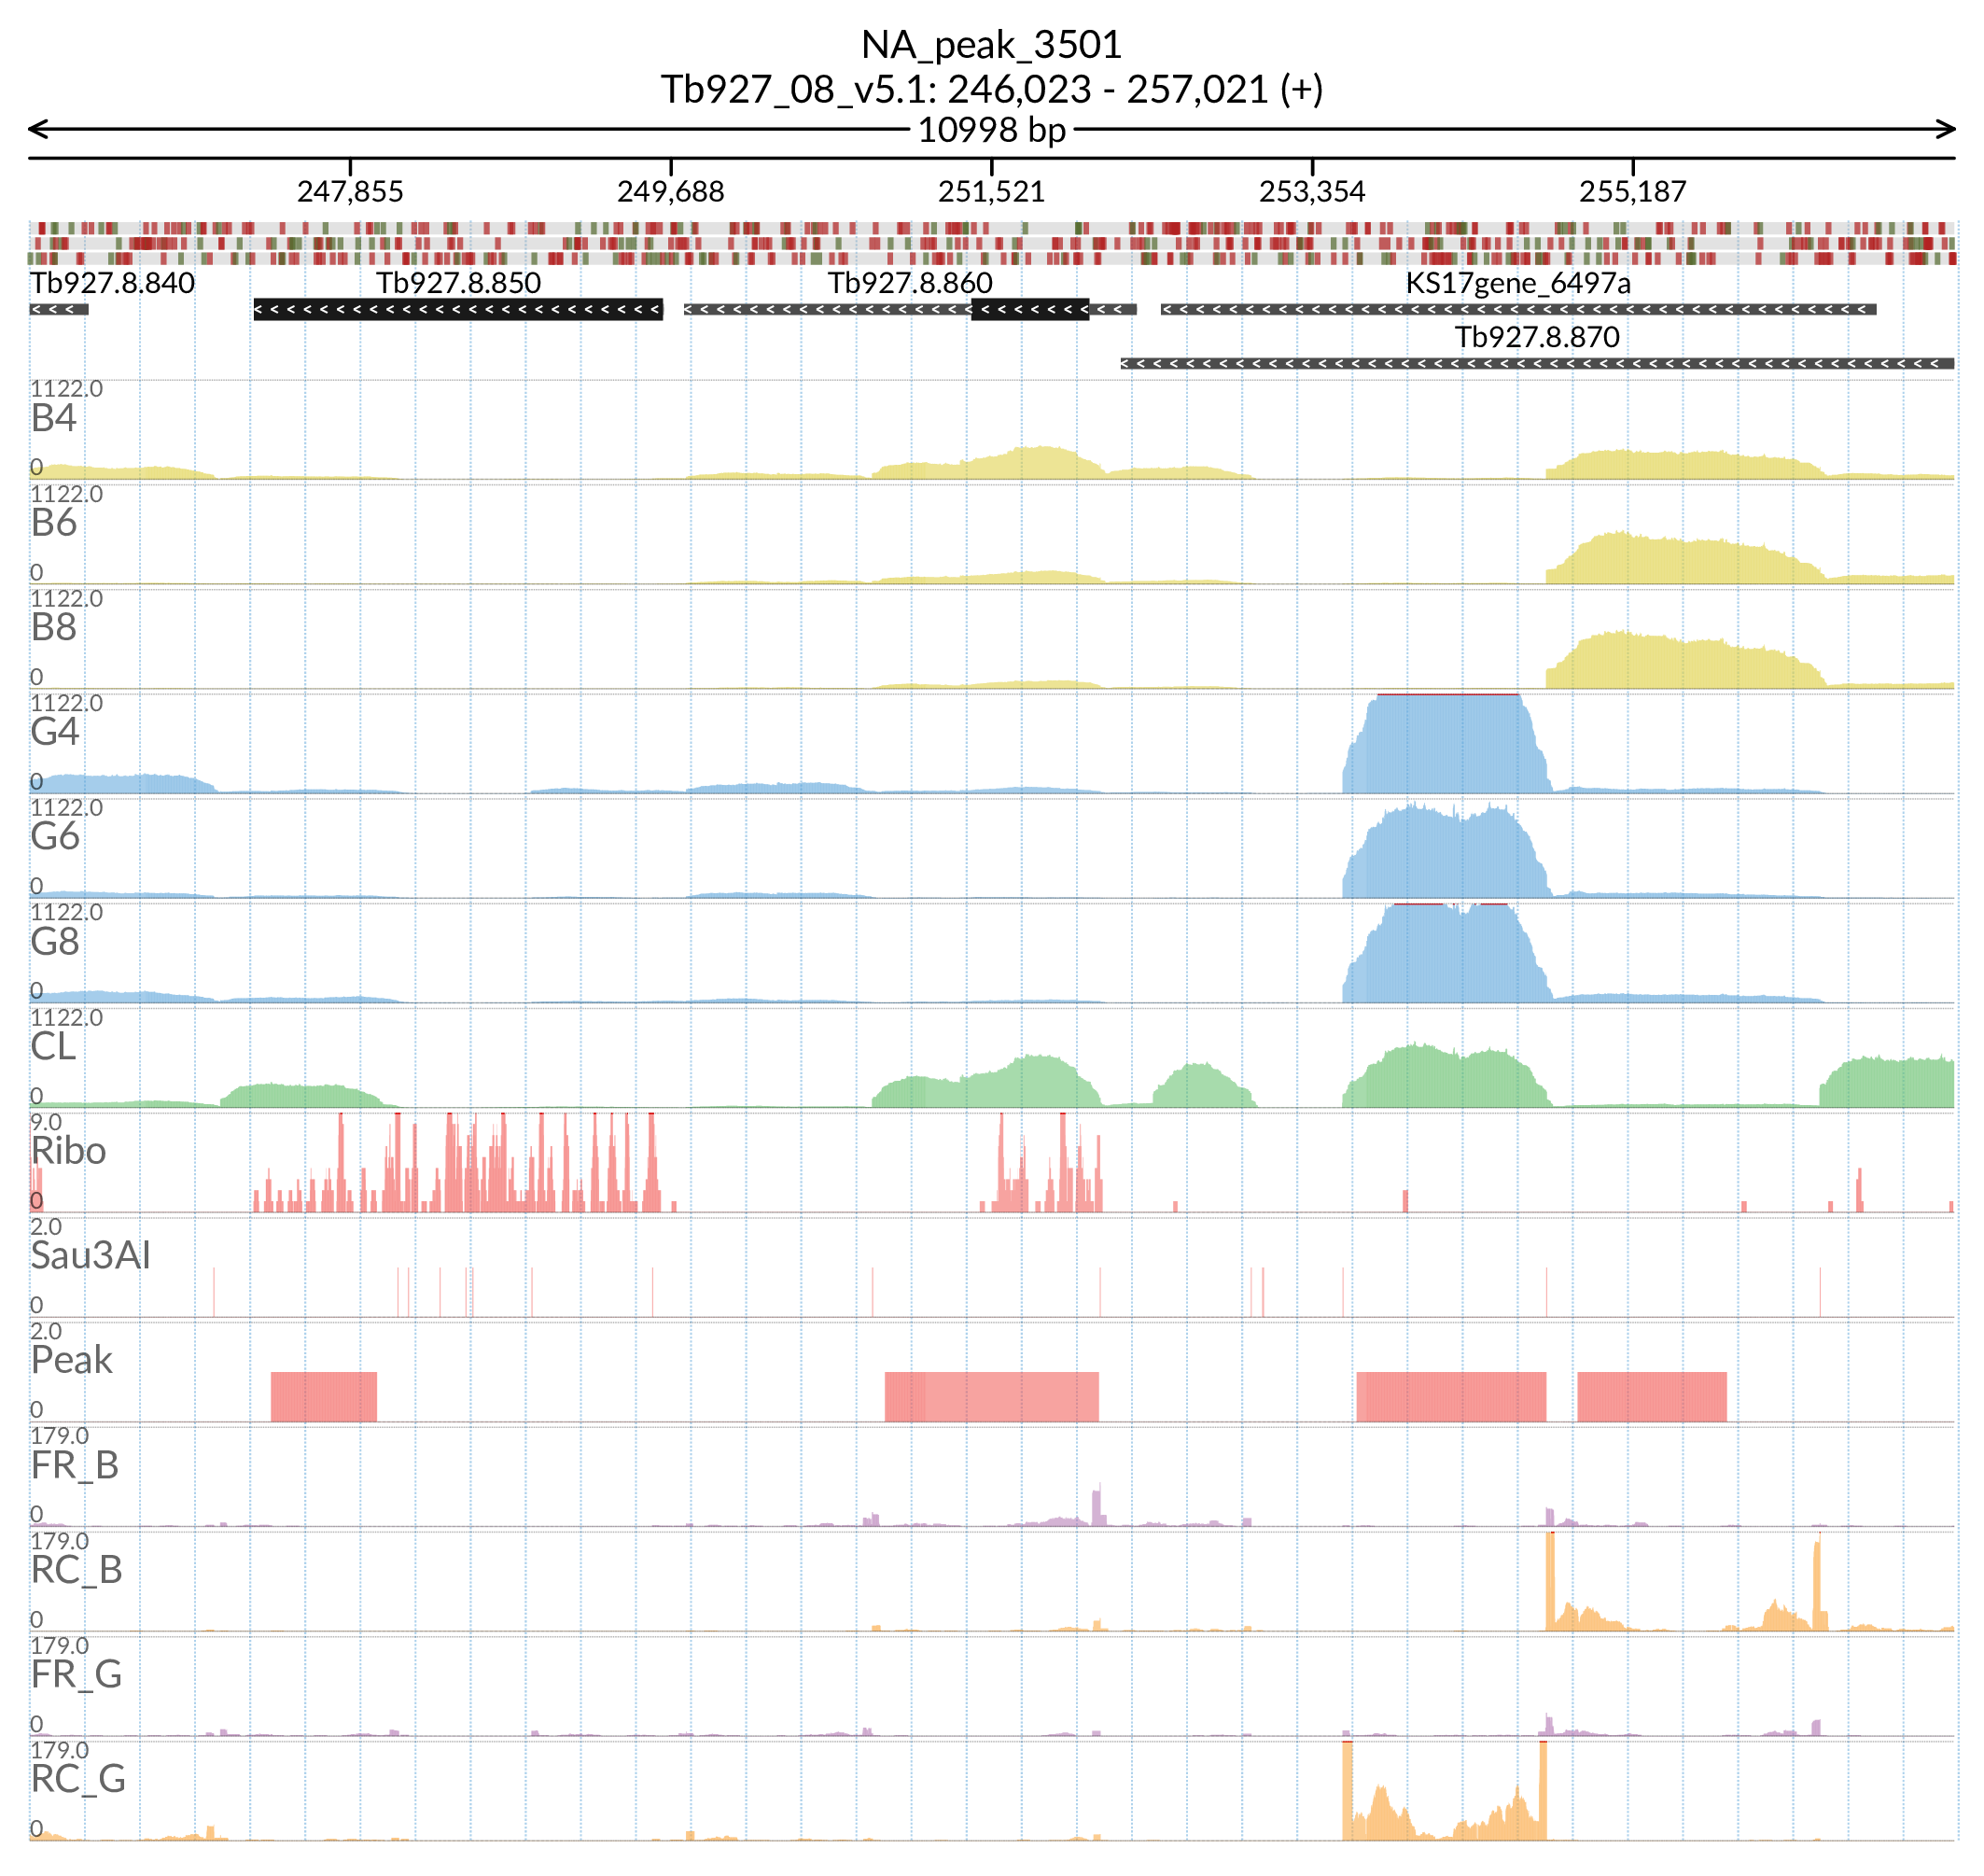 NA_peak_3501
Tb927_08_v5.1: 246,023 - 257,021 (+)
10998 bp
247,855 249,688 251,521 253,354 255,187
Tb927.8.840 Tb927.8.850 Tb927.8.860 KS17gene_6497a
Tb927.8.870
1122.0
B4
0
1122.0
B6
0
1122.0
B8
0
1122.0
G4
0
1122.0
G6
0
1122.0
G8
0
1122.0
CL
0
9.0
Ribo
0
2.0
Sau3AI
0
2.0
Peak
0
179.0
FR_B
0
179.0
RC_B
0
179.0
FR_G
0
179.0
RC_G
0